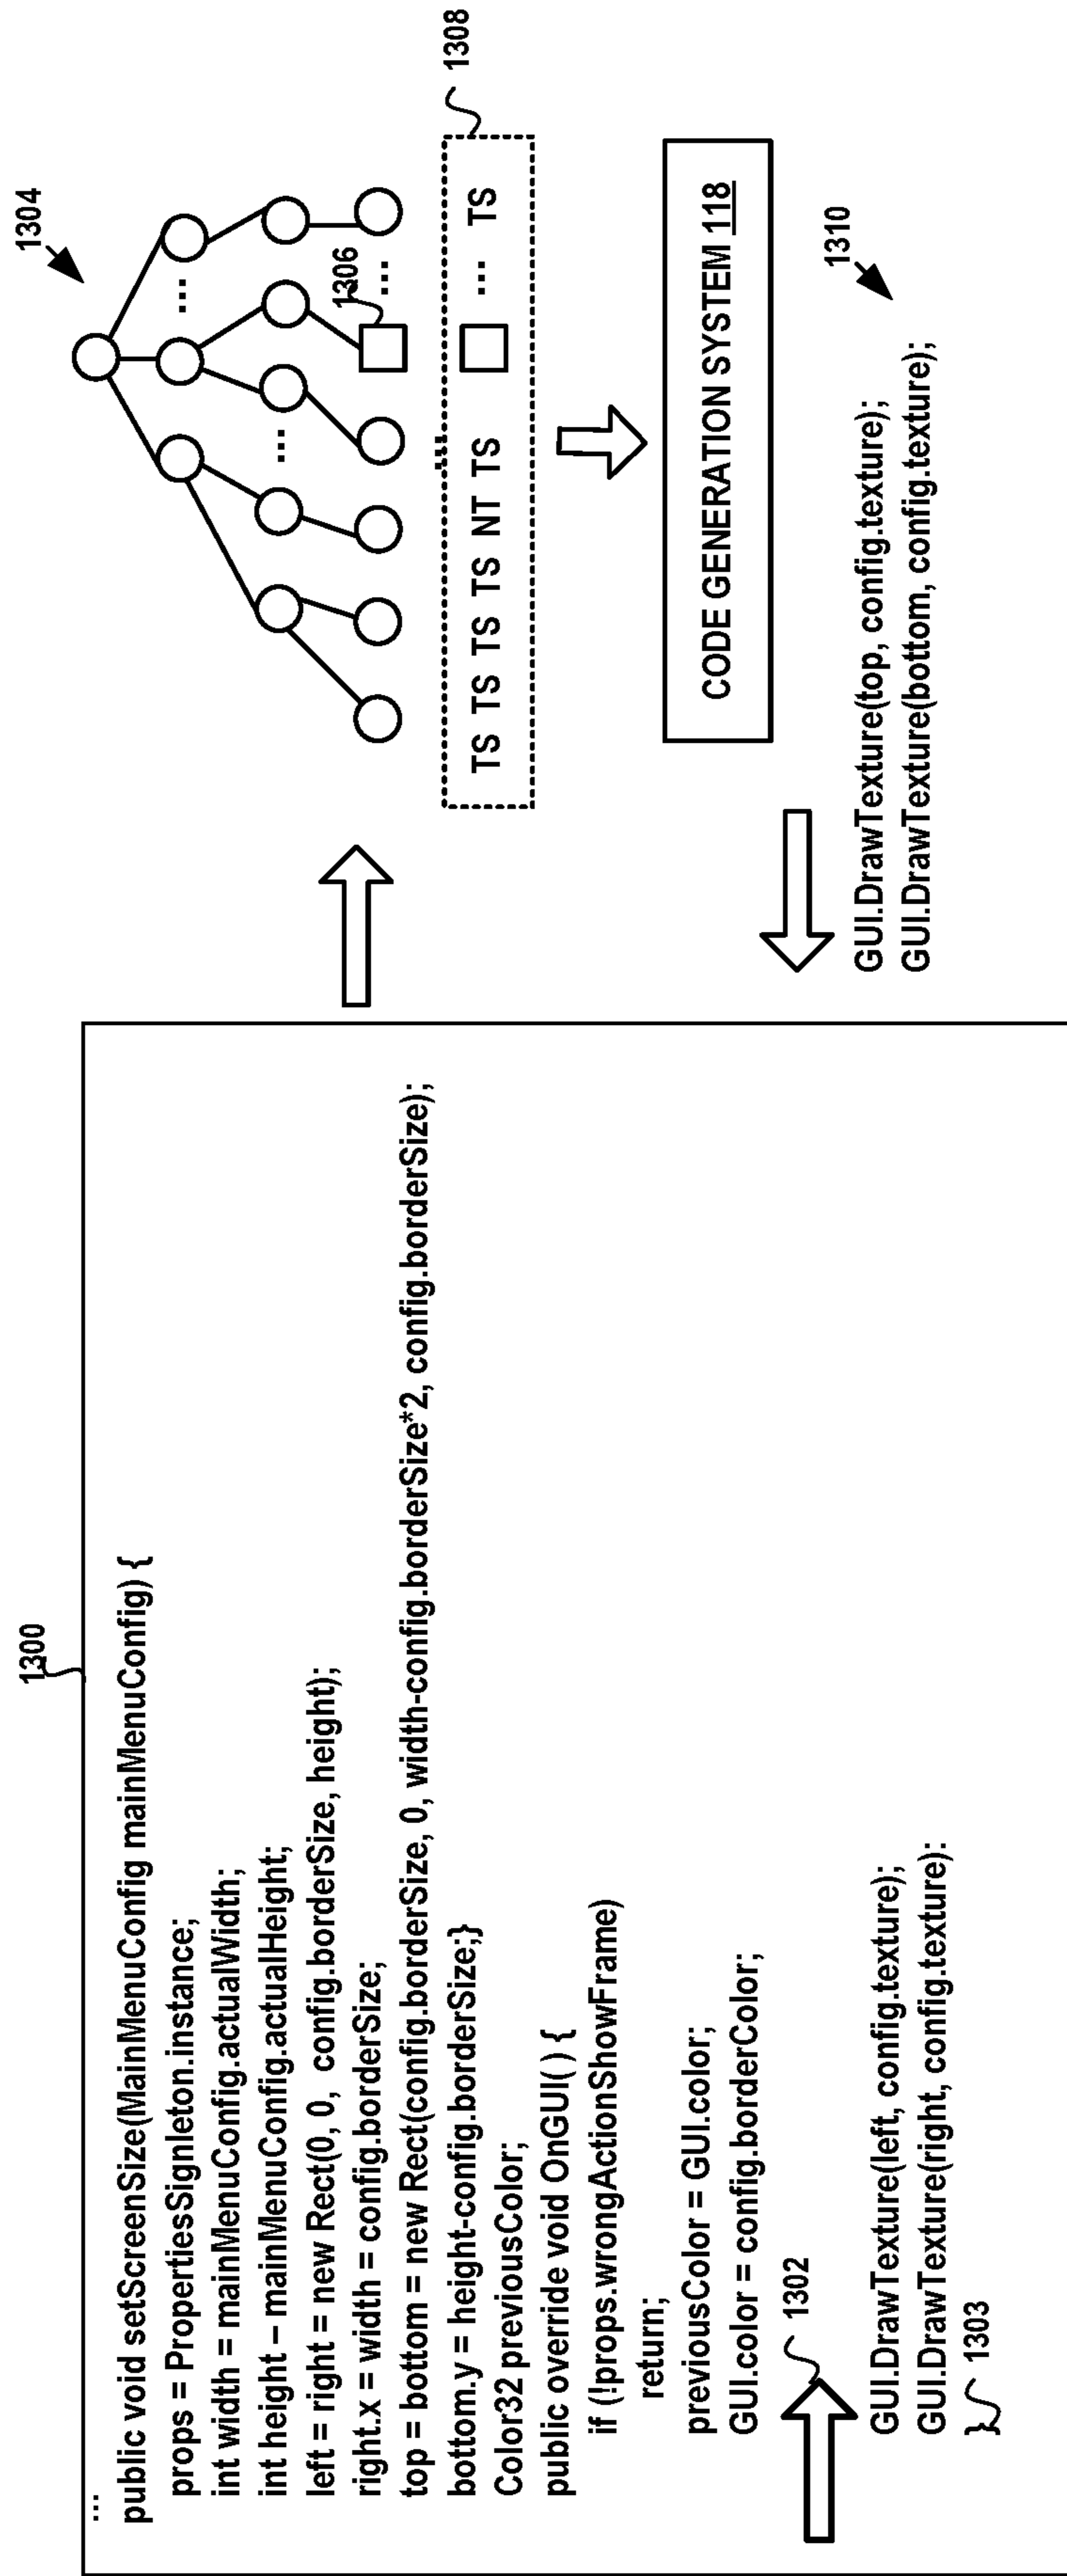 1300
...
public void setScreenSize(MainMenuConfig mainMenuConfig) {
props = PropertiesSignleton.instance;
int width = mainMenuConfig.actualWidth;
int height – mainMenuConfig.actualHeight;
left = right = new Rect(0, 0, config.borderSize, height);
right.x = width = config.borderSize;
top = bottom = new Rect(config.borderSize, 0, width-config.borderSize*2, config.borderSize);
bottom.y = height-config.borderSize;}
Color32 previousColor;
public override void OnGUI( ) {
if (!props.wrongActionShowFrame)
return;
previousColor = GUI.color;
GUI.color = config.borderColor;
1302
GUI.DrawTexture(left, config.texture);
GUI.DrawTexture(right, config.texture):
} 1303
1304
...
...
1306
...
...
1308
TS TS TS TS NT TS ... TS
CODE GENERATION SYSTEM 118
1310
GUI.DrawTexture(top, config.texture);
GUI.DrawTexture(bottom, config.texture);